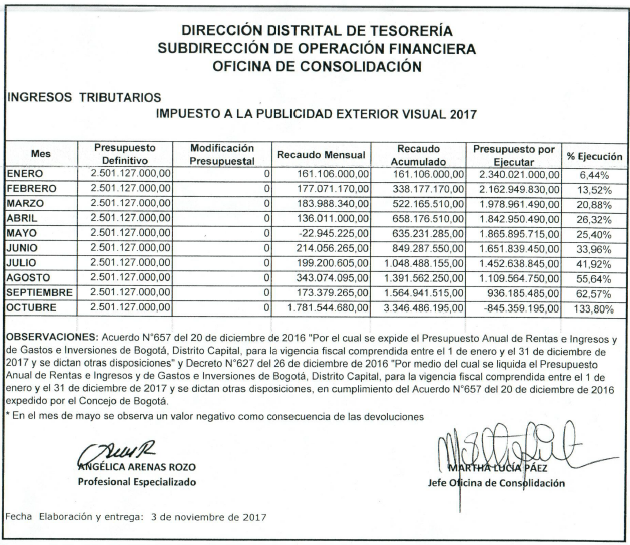 DIRECCIÓN DISTRITAL DE TESORERÍA
SUBDIRECCIÓN DE OPERACIÓN FINANCIERA
OFICINA DE CONSOLIDACIÓN
INGRESOS TRIBUTARIOS
IMPUESTO A LA PUBLICIDAD EXTERIOR VISUAL 2017
Mes Presupuesto Definitivo Modificación Presupuestal Recaudo Mensual Recaudo Acumulado Presupuesto por Ejecutar % Ejecución
ENERO 2.501.127.000,00 0 161.106.000,00 161.106.000,00 2.340.021.000,00 6,44%
FEBRERO 2.501.127.000,00 0 177.071.170,00 338.177.170,00 2.162.949.830,00 13,52%
MARZO 2.501.127.000,00 0 183.988.340,00 522.165.510,00 1.978.961.490,00 20,88%
ABRIL 2.501.127.000,00 0 136.011.000,00 658.176.510,00 1.842.950.490,00 26,32%
MAYO 2.501.127.000,00 0 -22.945.225,00 635.231.285,00 1.865.895.715,00 25,40%
JUNIO 2.501.127.000,00 0 214.056.265,00 849.287.550,00 1.651.839.450,00 33,96%
JULIO 2.501.127.000,00 0 199.200.605,00 1.048.488.155,00 1.452.638.845,00 41,92%
AGOSTO 2.501.127.000,00 0 343.074.095,00 1.391.562.250,00 1.109.564.750,00 55,64%
SEPTIEMBRE 2.501.127.000,00 0 173.379.265,00 1.564.941.515,00 936.185.485,00 62,57%
OCTUBRE 2.501.127.000,00 0 1.781.544.680,00 3.346.486.195,00 -845.359.195,00 133,80%
OBSERVACIONES: Acuerdo N°657 del 20 de diciembre de 2016 "Por el cual se expide el Presupuesto Anual de Rentas e Ingresos y
de Gastos e Inversiones de Bogotá, Distrito Capital, para la vigencia fiscal comprendida entre el 1 de enero y el 31 de diciembre de
2017 y se dictan otras disposiciones" y Decreto N°627 del 26 de diciembre de 2016 "Por medio del cual se liquida el Presupuesto
Anual de Rentas e Ingresos y de Gastos e Inversiones de Bogotá, Distrito Capital, para la vigencia fiscal comprendida entre el 1 de
enero y el 31 de diciembre de 2017 y se dictan otras disposiciones, en cumplimiento del Acuerdo N°657 del 20 de diciembre de 2016
expedido por el Concejo de Bogotá.
* En el mes de mayo se observa un valor negativo como consecuencia de las devoluciones
ANGÉLICA ARENAS ROZO
Profesional Especializado
MARTHA LUCÍA PÁEZ
Jefe Oficina de Consolidación
Fecha Elaboración y entrega: 3 de noviembre de 2017